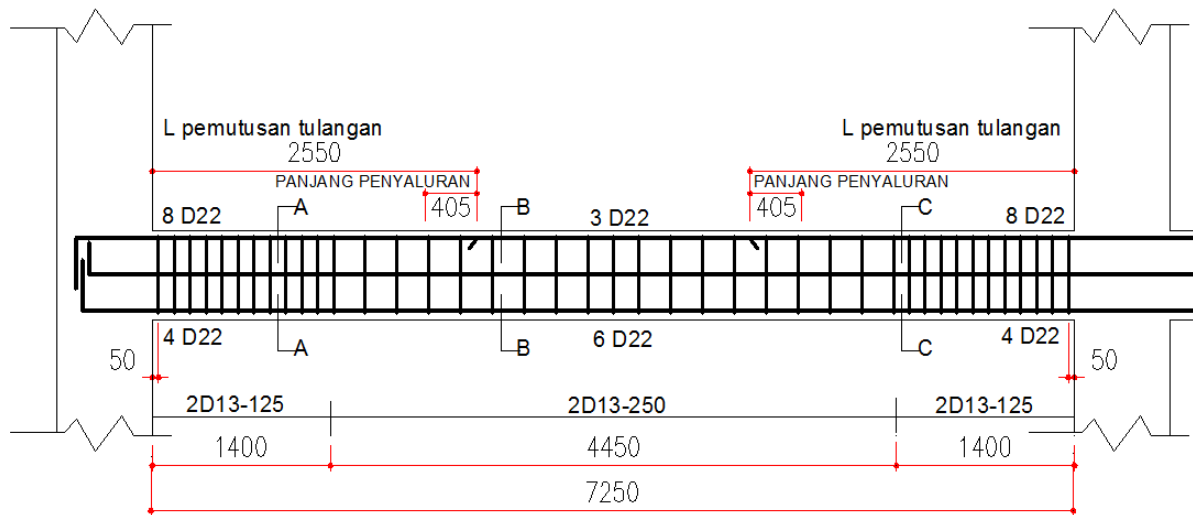 L pemutusan tulangan
L pemutusan tulangan
2550
2550
PANJANG PENYALURAN
PANJANG PENYALURAN
405
405
8 D22
A
B
3 D22
C
8 D22
4 D22
A
B
6 D22
C
4 D22
50
50
2D13-125
2D13-250
2D13-125
1400
4450
1400
7250